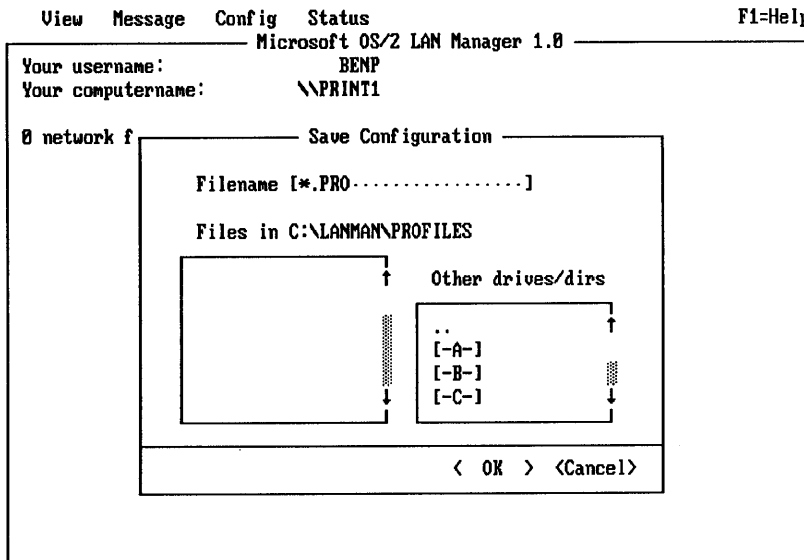 View Message Config Status F1=Help
Microsoft OS/2 LAN Manager 1.0
Your username: BENP
Your computername: \\PRINT1
0 network f
Save Configuration
Filename [*.PRO·················]
Files in C:\LANMAN\PROFILES
Other drives/dirs
..
[-A-]
[-B-]
[-C-]
< OK > <Cancel>